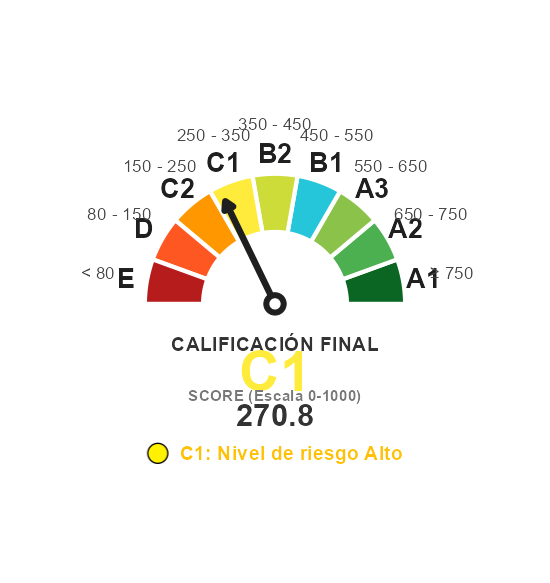 350 - 450
250 - 350
450 - 550
B2
C1
B1
150 - 250
550 - 650
C2
A3
80 - 150
650 - 750
D
A2
< 80
E
A1
≥ 750
CALIFICACIÓN FINAL
C1
SCORE (Escala 0-1000)
270.8
C1: Nivel de riesgo Alto